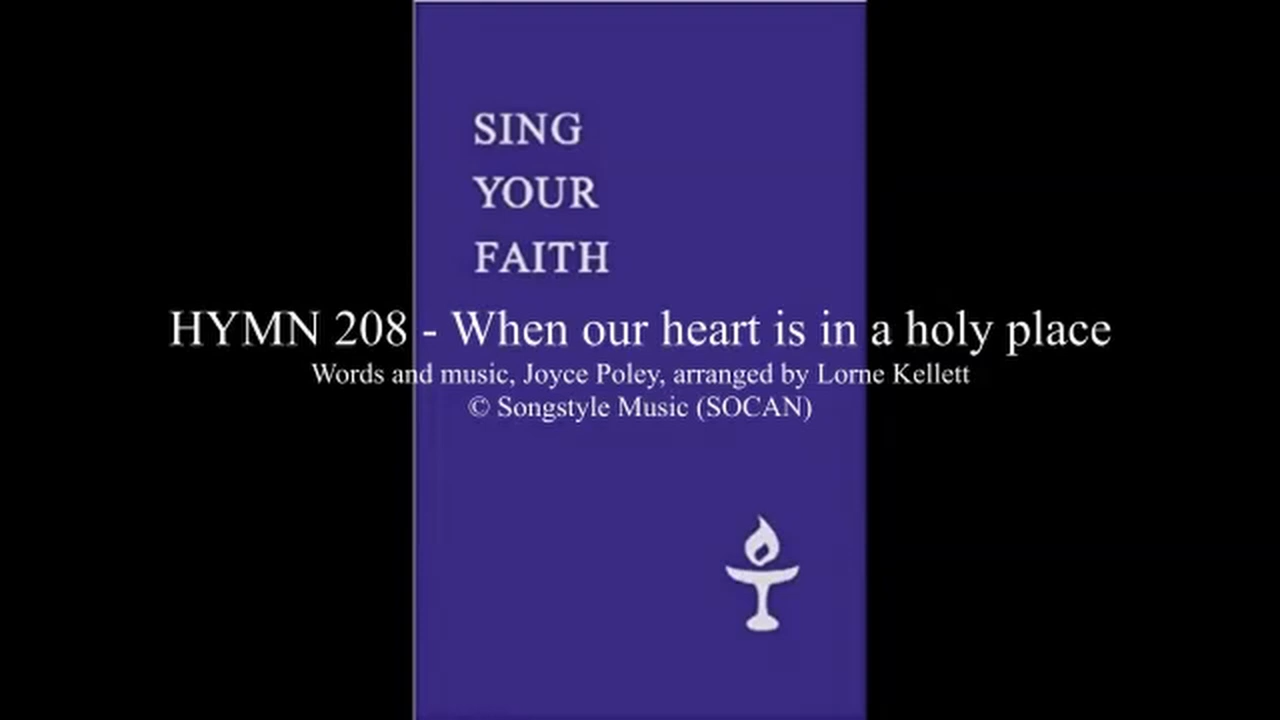 SING
YOUR
FAITH
HYMN 208 - When our heart is in a holy place
Words and music, Joyce Poley, arranged by Lorne Kellett
© Songstyle Music (SOCAN)